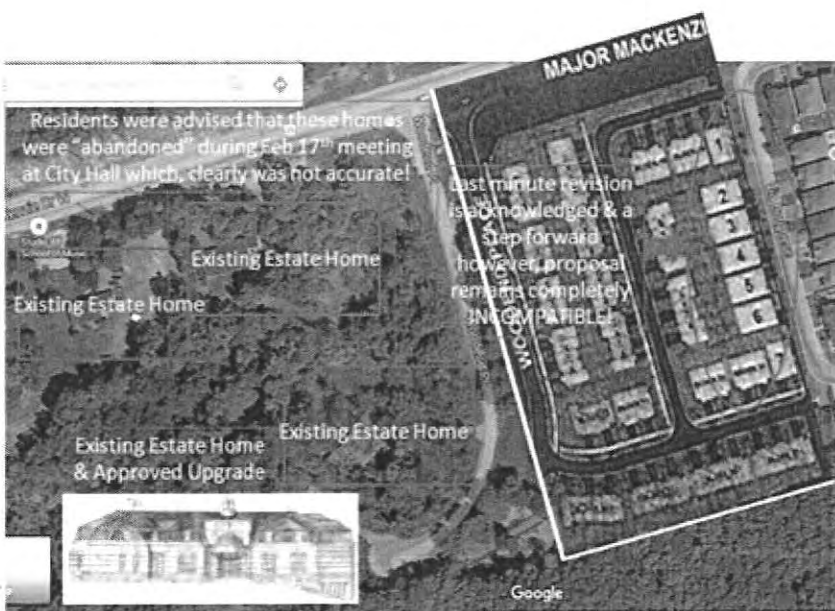 MAJOR MACKENZI
Residents were advised that these homes
were "abandoned" during Feb 17th meeting
at City Hall which, clearly was not accurate!
Last minute revision
is acknowledged & a
step forward
however, proposal
remains completely
INCOMPATIBLE!
Existing Estate Home
Existing Estate Home
Existing Estate Home
& Approved Upgrade
Existing Estate Home
1
2
3
4
5
6
7
Google